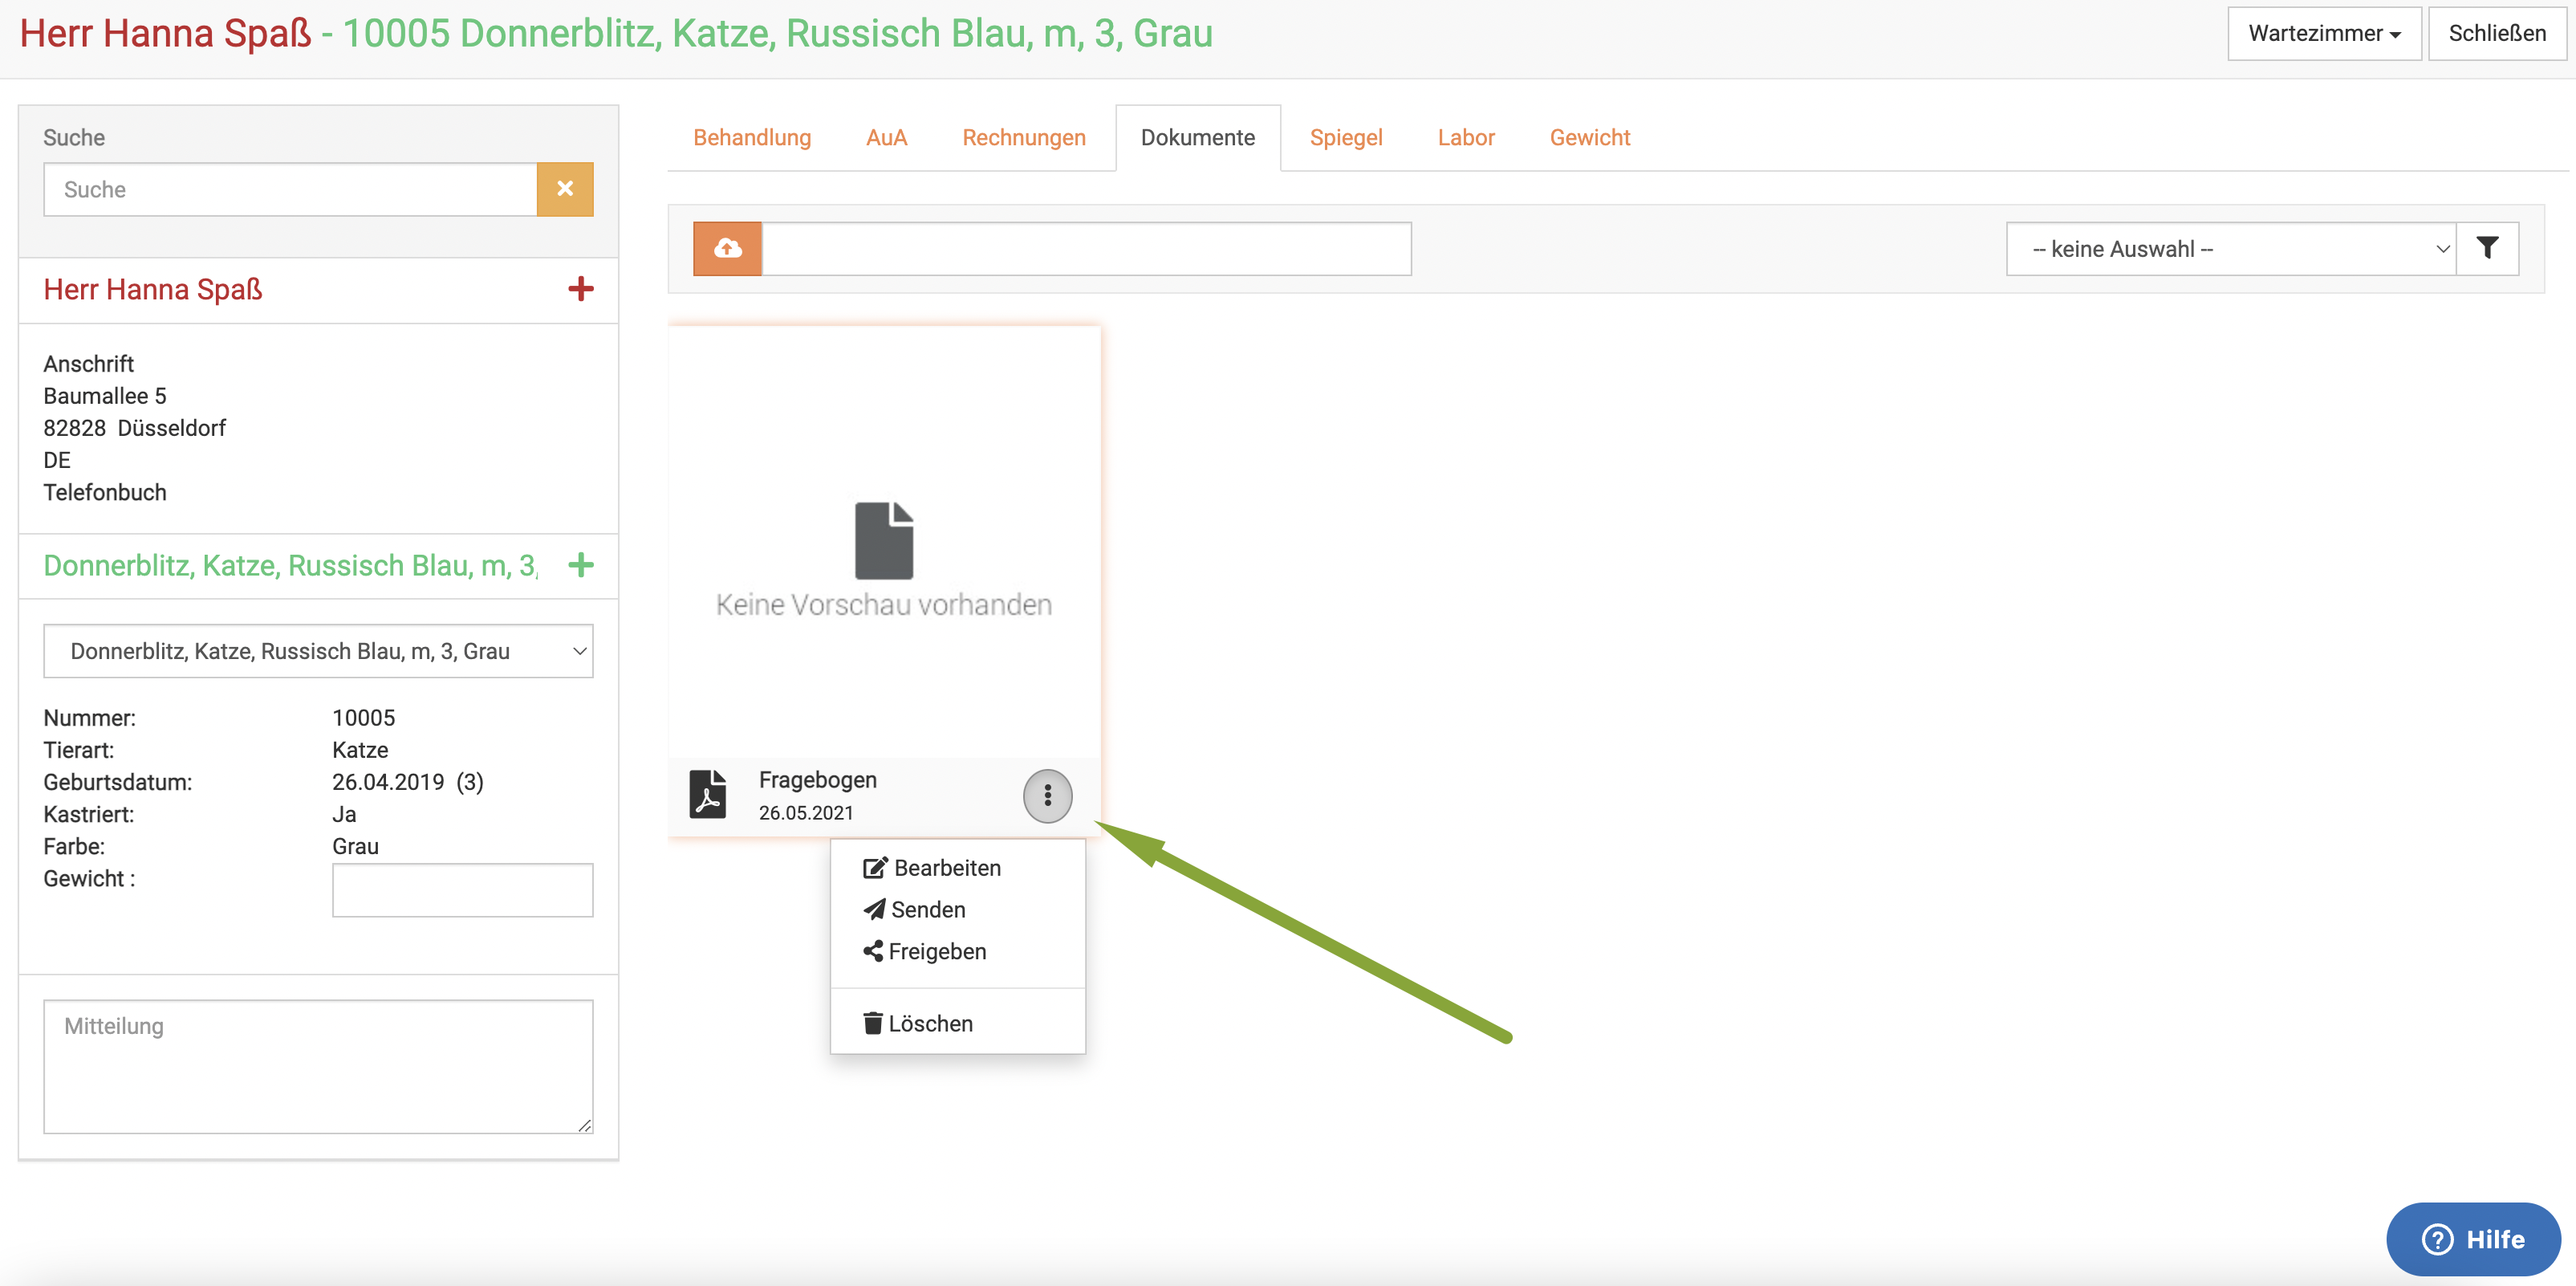 Herr Hanna Spaß - 10005 Donnerblitz, Katze, Russisch Blau, m, 3, Grau
Wartezimmer
Schließen
Suche
Suche
Herr Hanna Spaß
Anschrift
Baumallee 5
82828 Düsseldorf
DE
Telefonbuch
Donnerblitz, Katze, Russisch Blau, m, 3,
Donnerblitz, Katze, Russisch Blau, m, 3, Grau
Nummer: 10005
Tierart: Katze
Geburtsdatum: 26.04.2019 (3)
Kastriert: Ja
Farbe: Grau
Gewicht :
Mitteilung
Behandlung
AuA
Rechnungen
Dokumente
Spiegel
Labor
Gewicht
-- keine Auswahl --
Keine Vorschau vorhanden
Fragebogen
26.05.2021
Bearbeiten
Senden
Freigeben
Löschen
? Hilfe